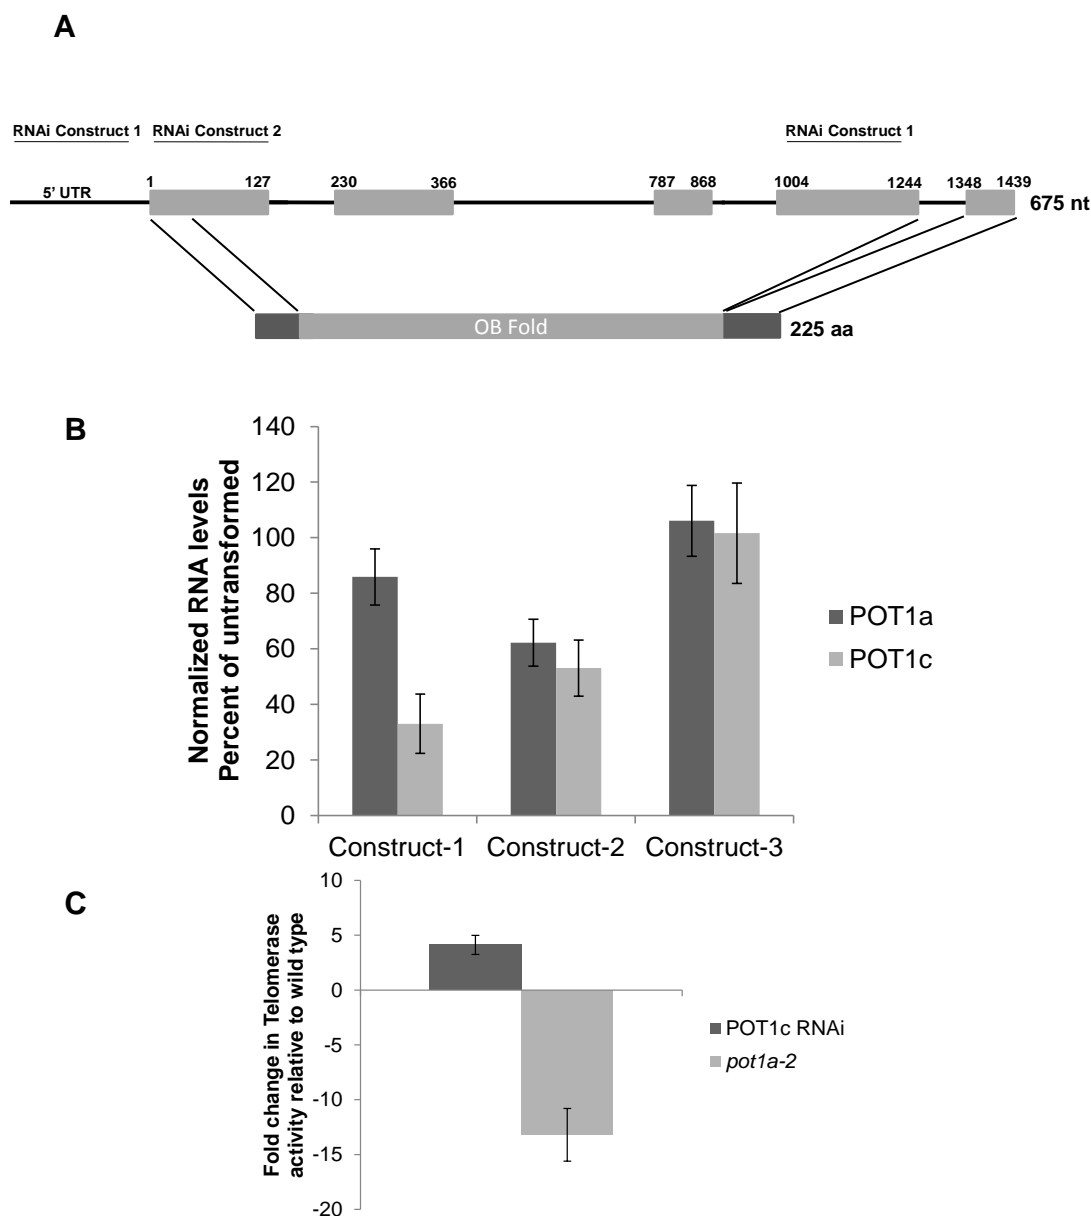 A
RNAi Construct 1 RNAi Construct 2 RNAi Construct 1
5' UTR 1 127 230 366 787 868 1004 1244 1348 1439 675 nt
OB Fold 225 aa
B
Normalized RNA levels
Percent of untransformed
140
120
100
80
60
40
20
0
Construct-1 Construct-2 Construct-3
POT1a
POT1c
C
Fold change in Telomerase
activity relative to wild type
10
5
0
-5
-10
-15
-20
POT1c RNAi
pot1a-2